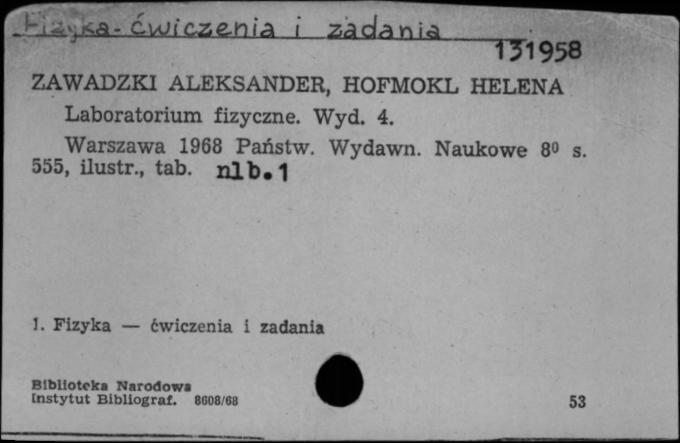 Fizyka - ćwiczenia i zadania
131958
ZAWADZKI ALEKSANDER, HOFMOKL HELENA
Laboratorium fizyczne. Wyd. 4.
Warszawa 1968 Państw. Wydawn. Naukowe 8⁰ s.
555, ilustr., tab. nlb.1
1. Fizyka — ćwiczenia i zadania
Biblioteka Narodowa
Instytut Bibliograf. 8608/68
53